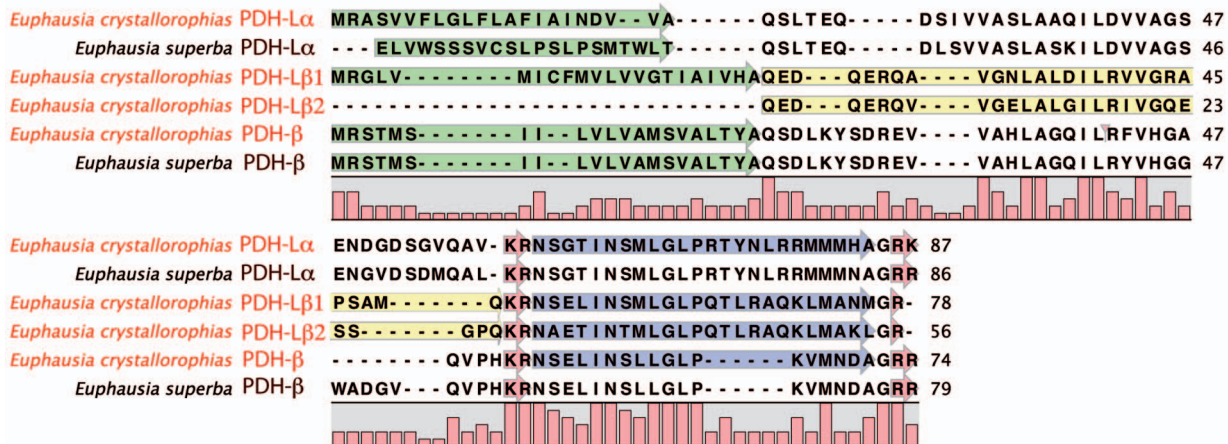 Euphausia crystallorophias PDH-Lα MRASVVFLGLFLAFIAINDV--VA------QSLTEQ-----DSIVVASLAAQILDVVAGS 47
Euphausia superba PDH-Lα ---ELVWSSSVCSLPSLPSMTWLT------QSLTEQ-----DLSVVASLASKILDVVAGS 46
Euphausia crystallorophias PDH-Lβ1 MRGLV--------MICFMVLVVGTIAIVHAQED---QERQA----VGNLALDILRVVGRA 45
Euphausia crystallorophias PDH-Lβ2 ------------------------------QED---QERQV----VGELALGILRIVGQE 23
Euphausia crystallorophias PDH-β MRSTMS-------II--LVLVAMSVALTYAQSDLKYSDREV----VAHLAGQILRFVHGA 47
Euphausia superba PDH-β MRSTMS-------II--LVLVAMSVALTYAQSDLKYSDREV----VAHLAGQILRYVHGG 47
Euphausia crystallorophias PDH-Lα ENDGDSGVQAV-KRNSGTINSMLGLPRTYNLRRMMMHAGRK 87
Euphausia superba PDH-Lα ENGVDSDMQAL-KRNSGTINSMLGLPRTYNLRRMMMNAGRR 86
Euphausia crystallorophias PDH-Lβ1 PSAM-------QKRNSELINSMLGLPQTLRAQKLMANMGR- 78
Euphausia crystallorophias PDH-Lβ2 SS-------GPQKRNAETINTMLGLPQTLRAQKLMAKLGR- 56
Euphausia crystallorophias PDH-β --------QVPHKRNSELINSLLGLP------KVMNDAGRR 74
Euphausia superba PDH-β WADGV---QVPHKRNSELINSLLGLP------KVMNDAGRR 79